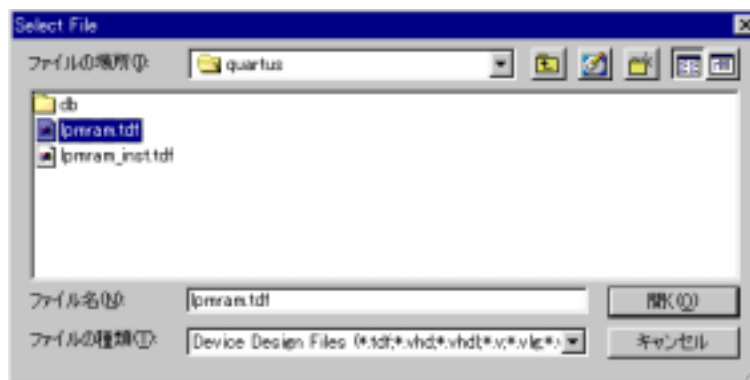 Select File
ファイルの場所(I):
quartus
db
lpmram.tdf
lpmram_inst.tdf
ファイル名(N):
lpmram.tdf
開く(O)
ファイルの種類(T):
Device Design Files (*.tdf;*.vhd;*.vhdl;*.v;*.vlg;*.v
キャンセル